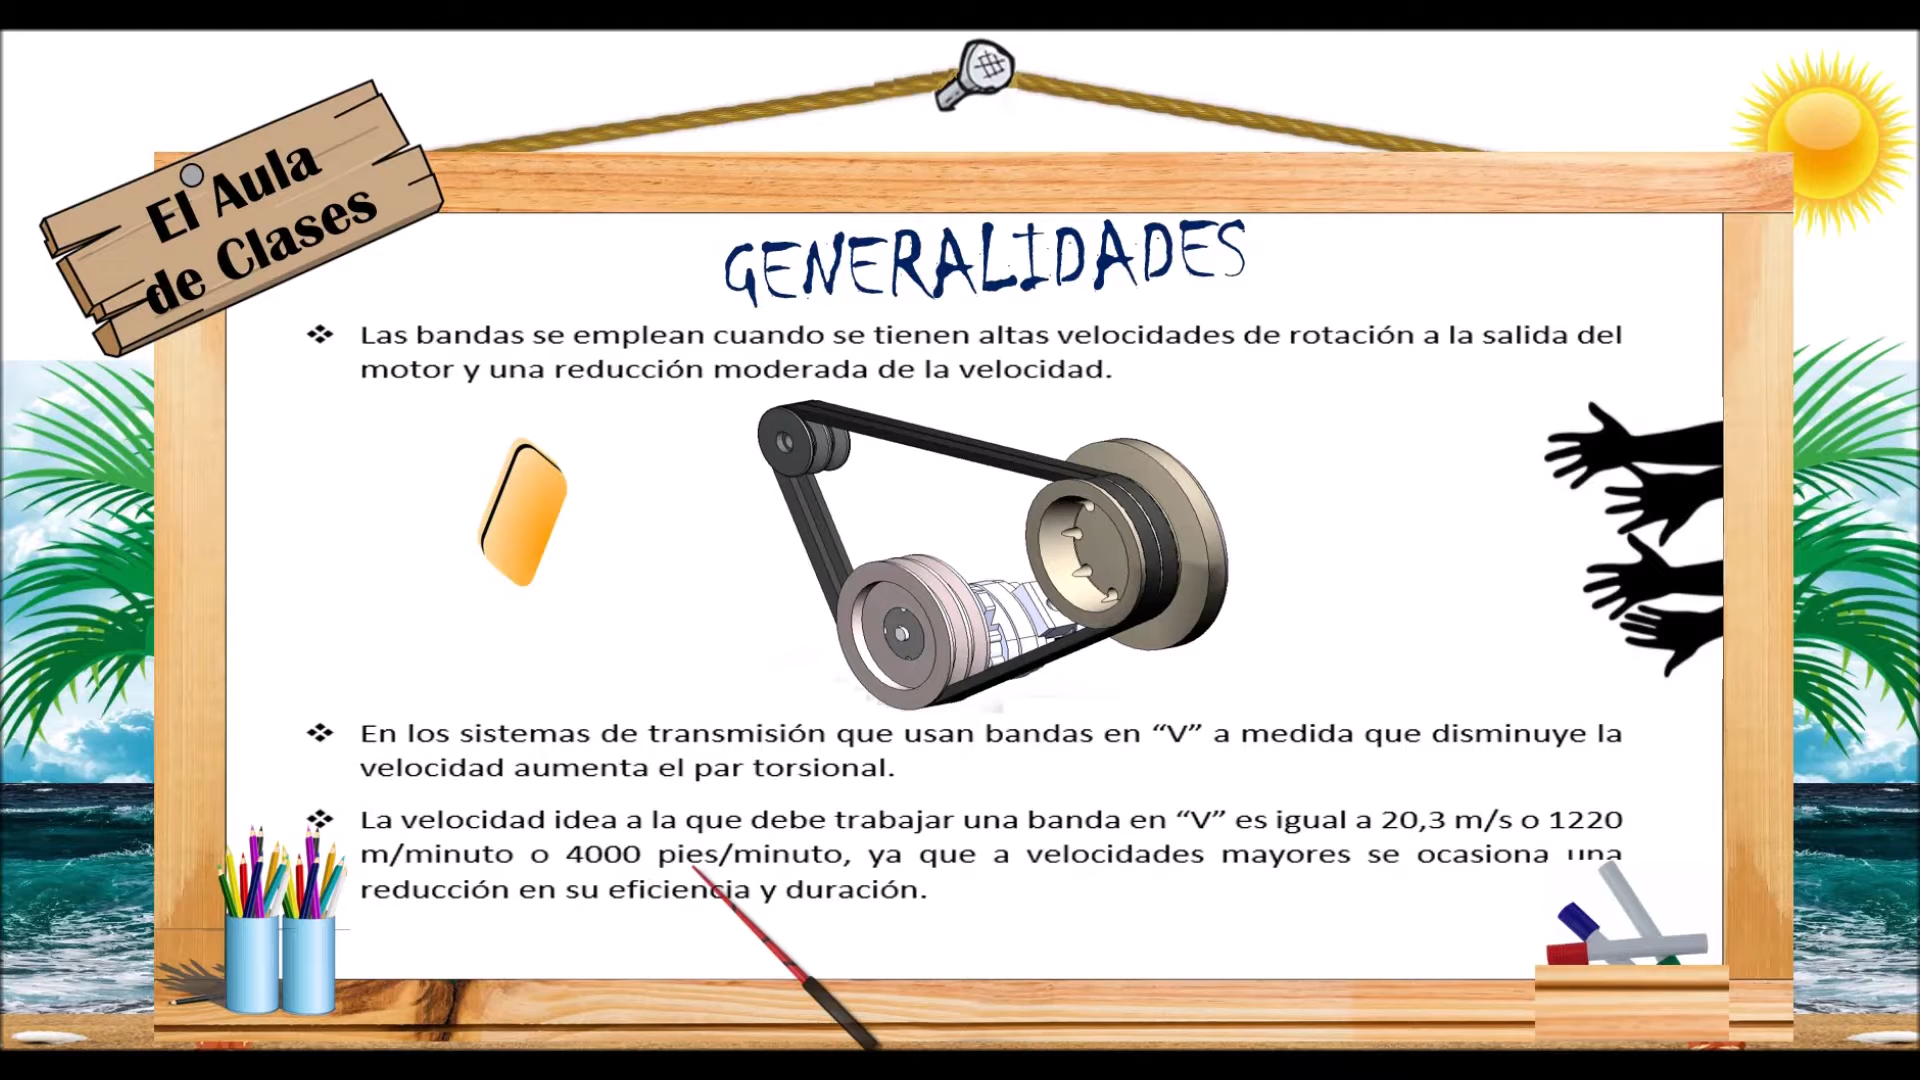 El Aula
de Clases
GENERALIDADES
❖ Las bandas se emplean cuando se tienen altas velocidades de rotación a la salida del
motor y una reducción moderada de la velocidad.
❖ En los sistemas de transmisión que usan bandas en “V” a medida que disminuye la
velocidad aumenta el par torsional.
❖ La velocidad idea a la que debe trabajar una banda en “V” es igual a 20,3 m/s o 1220
m/minuto o 4000 pies/minuto, ya que a velocidades mayores se ocasiona una
reducción en su eficiencia y duración.